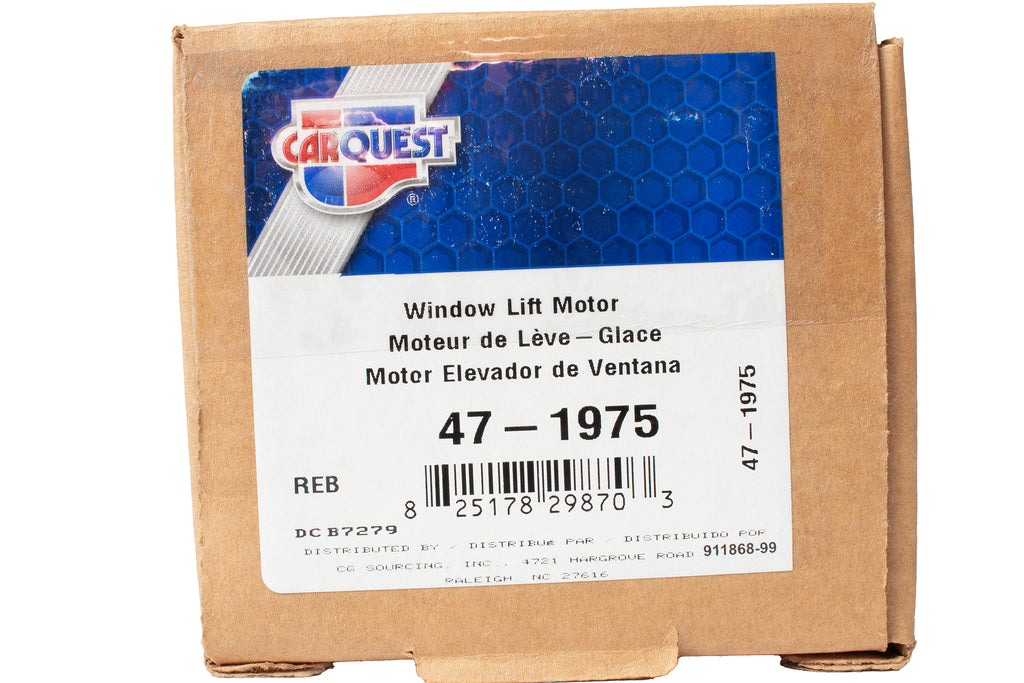 CARQUEST
®
Window Lift Motor
Moteur de Lève – Glace
Motor Elevador de Ventana
47 – 1975
47 – 1975
REB
8 25178 29870 3
DC B7279
DISTRIBUTED BY / DISTRIBUÉ PAR / DISTRIBUIDO POR
CQ SOURCING, INC., 4721 HARGROVE ROAD 911868-99
RALEIGH NC 27616